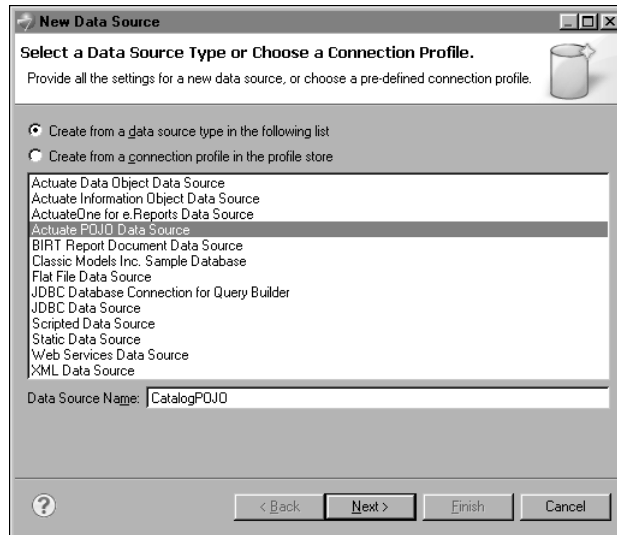 New Data Source
Select a Data Source Type or Choose a Connection Profile.
Provide all the settings for a new data source, or choose a pre-defined connection profile.
Create from a data source type in the following list
Create from a connection profile in the profile store
Actuate Data Object Data Source
Actuate Information Object Data Source
ActuateOne for e.Reports Data Source
Actuate POJO Data Source
BIRT Report Document Data Source
Classic Models Inc. Sample Database
Flat File Data Source
JDBC Database Connection for Query Builder
JDBC Data Source
Scripted Data Source
Static Data Source
Web Services Data Source
XML Data Source
Data Source Name: CatalogPOJO
?
< Back Next > Finish Cancel